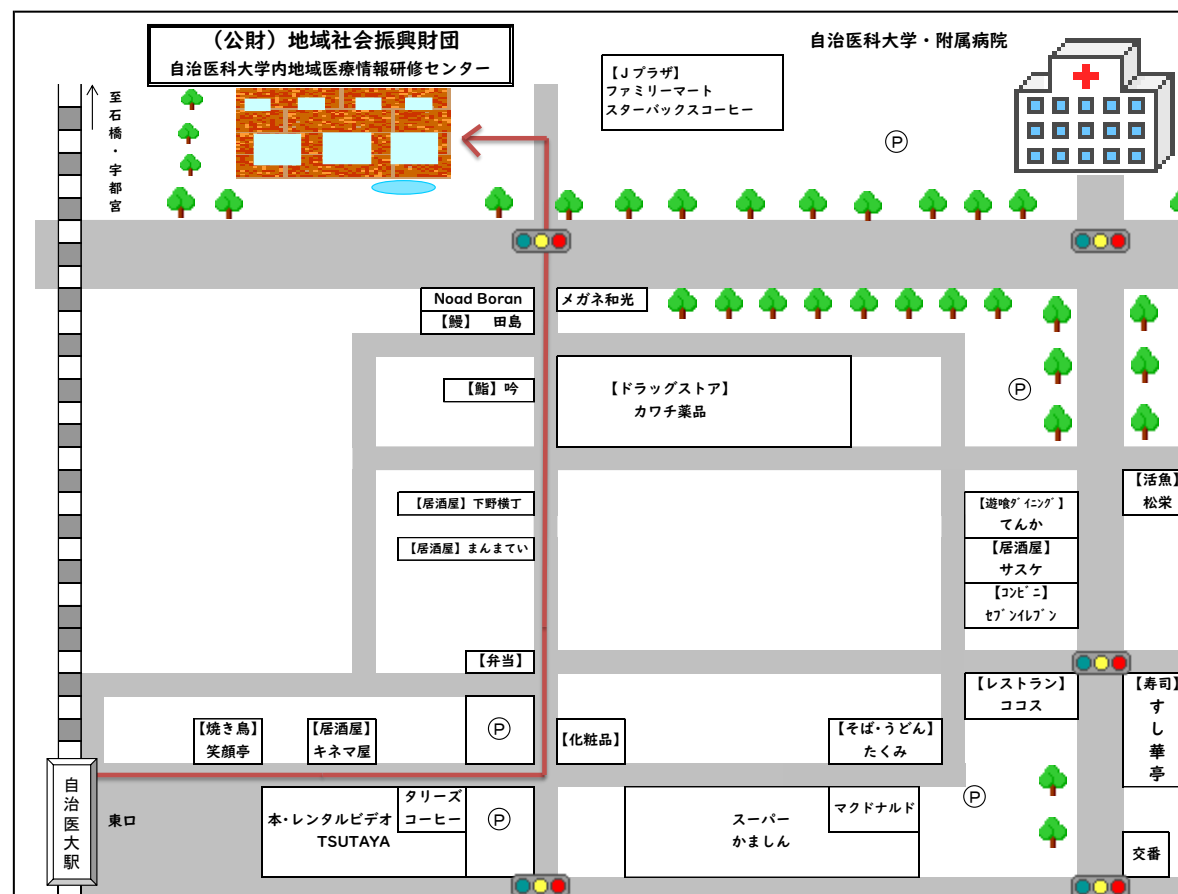 （公財）地域社会振興財団
自治医科大学内地域医療情報研修センター
自治医科大学・附属病院
【Ｊプラザ】
ファミリーマート
スターバックスコーヒー
至石橋・宇都宮
Ⓟ
Noad Boran
メガネ和光
【鰻】　田島
【鮨】吟
【ドラッグストア】
カワチ薬品
Ⓟ
【居酒屋】下野横丁
【居酒屋】まんまてい
【遊喰ﾀﾞｲﾆﾝｸﾞ】
てんか
【居酒屋】
サスケ
【ｺﾝﾋﾞﾆ】
ｾﾌﾞﾝｲﾚﾌﾞﾝ
【活魚】
松栄
【弁当】
【レストラン】
ココス
【寿司】
すし華亭
【焼き鳥】
笑顔亭
【居酒屋】
キネマ屋
Ⓟ
【化粧品】
【そば・うどん】
たくみ
自治医大駅
東口
本・レンタルビデオ
TSUTAYA
タリーズ
コーヒー
Ⓟ
スーパー
かましん
マクドナルド
Ⓟ
交番